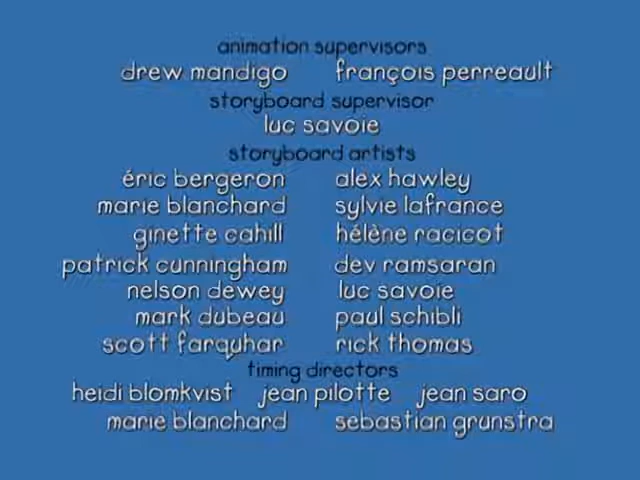 animation supervisors
drew mandigo françois perreault
storyboard supervisor
luc savoie
storyboard artists
éric bergeron alex hawley
marie blanchard sylvie lafrance
ginette cahill hélène racicot
patrick cunningham dev ramsaran
nelson dewey luc savoie
mark dubeau paul schibli
scott farquhar rick thomas
timing directors
heidi blomkvist jean pilotte jean saro
marie blanchard sebastian grunstra